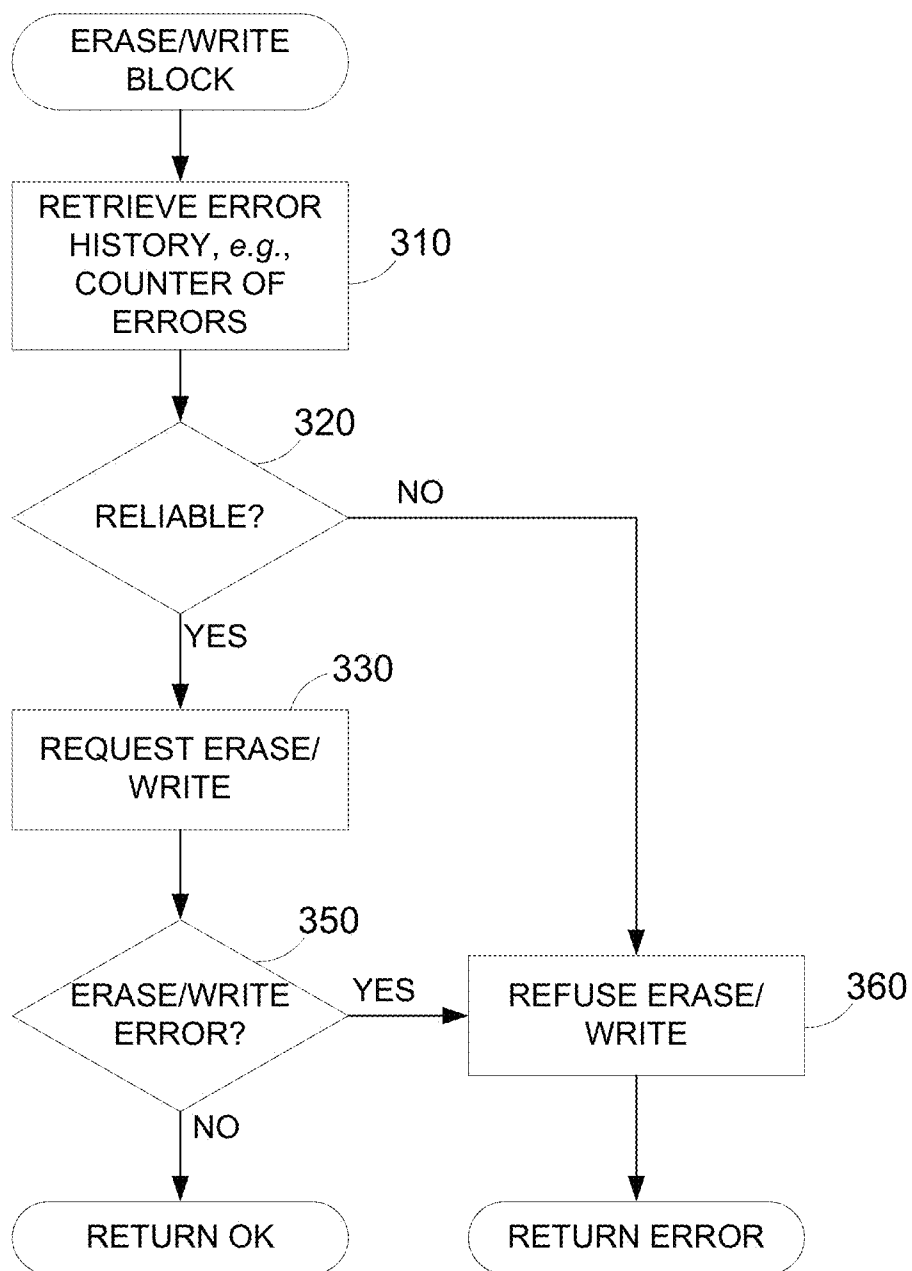 ERASE/WRITE
BLOCK
RETRIEVE ERROR
HISTORY, e.g.,
COUNTER OF
ERRORS
310
320
RELIABLE?
NO
YES
330
REQUEST ERASE/
WRITE
350
ERASE/WRITE
ERROR?
YES
REFUSE ERASE/
WRITE
360
NO
RETURN OK
RETURN ERROR